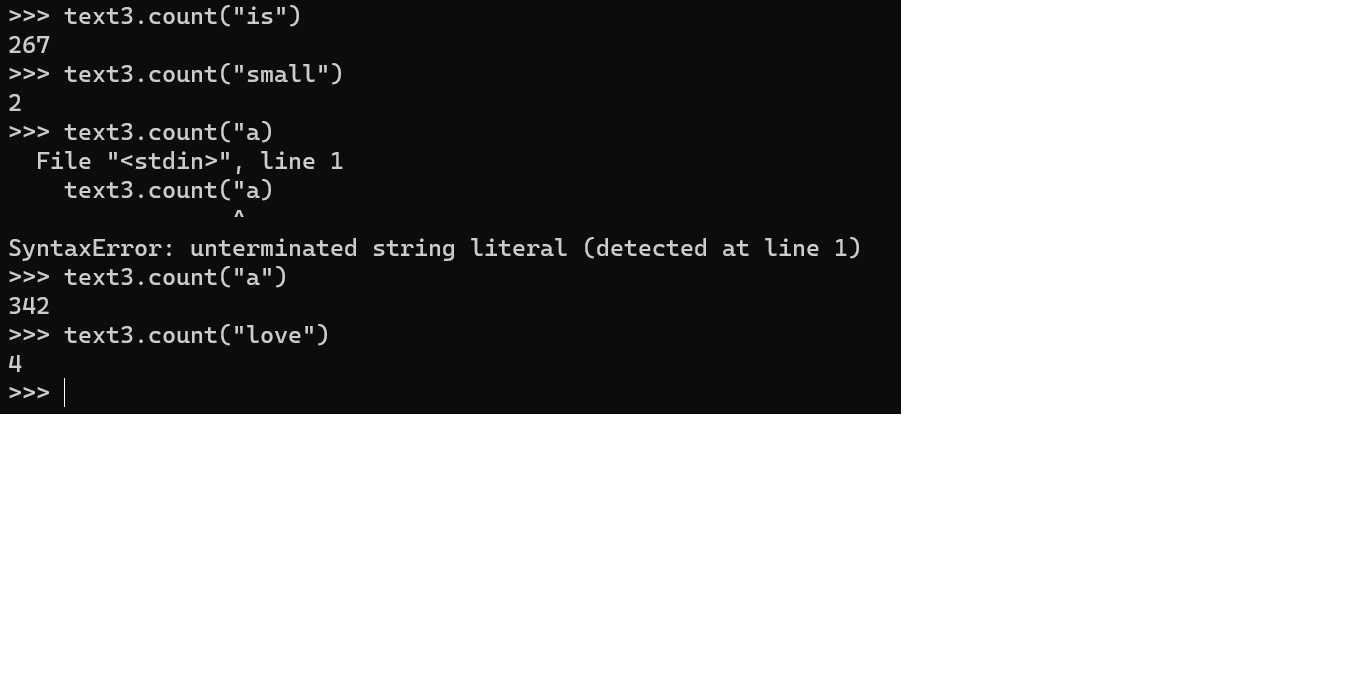 >>> text3.count("is")
267
>>> text3.count("small")
2
>>> text3.count("a)
  File "<stdin>", line 1
    text3.count("a)
                ^
SyntaxError: unterminated string literal (detected at line 1)
>>> text3.count("a")
342
>>> text3.count("love")
4
>>>